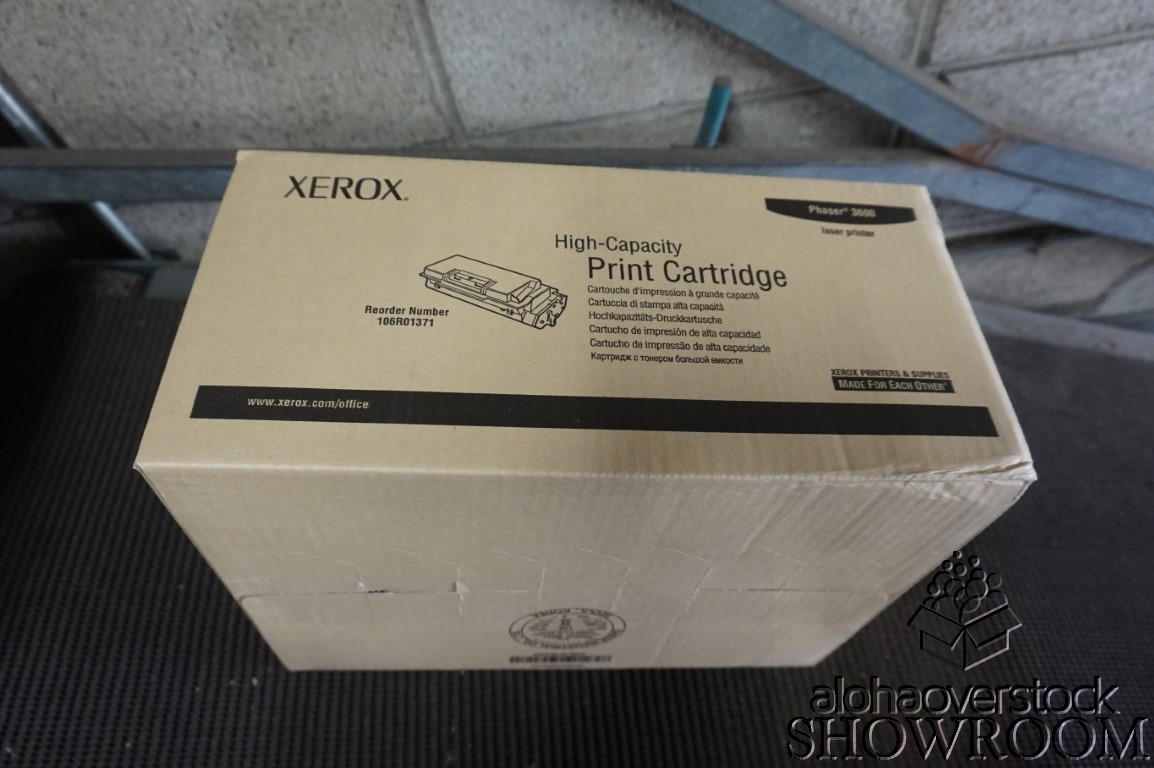 XEROX.
Phaser® 3600
laser printer
High-Capacity
Print Cartridge
Cartouche d'impression à grande capacité
Cartuccia di stampa alta capacità
Hochkapazitäts-Druckkartusche
Cartucho de impresión de alta capacidad
Cartucho de impressão de alta capacidade
Картридж с тонером большой емкости
Reorder Number
106R01371
XEROX PRINTERS & SUPPLIES
MADE FOR EACH OTHER®
www.xerox.com/office
alohaoverstock
SHOWROOM